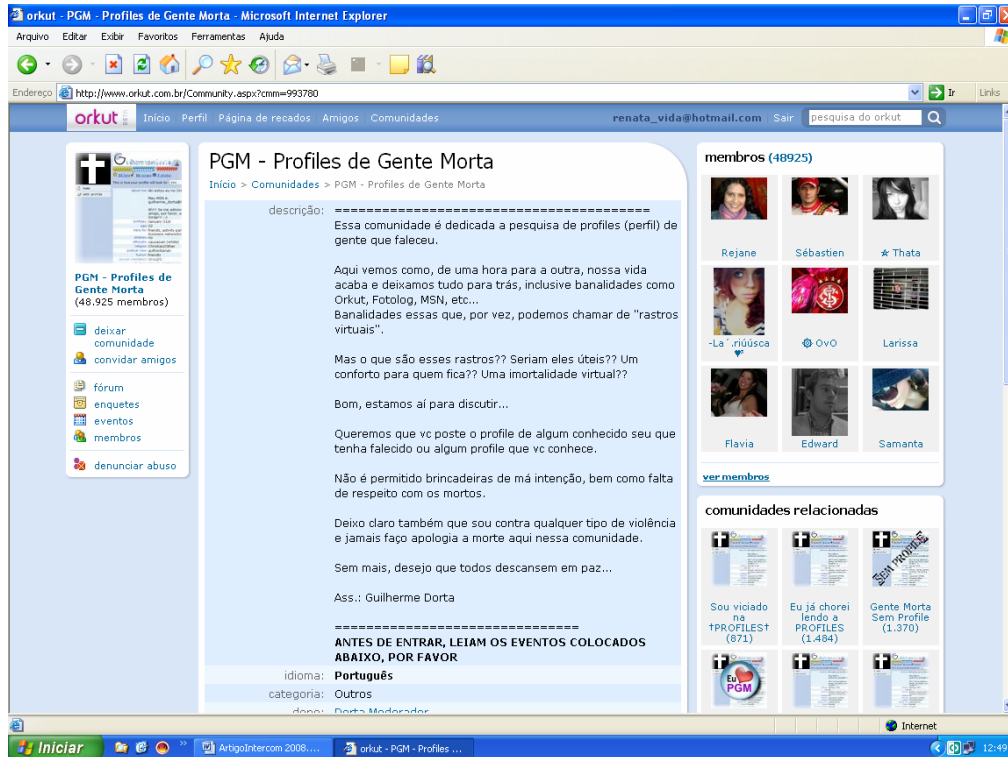 orkut - PGM - Profiles de Gente Morta - Microsoft Internet Explorer
Arquivo Editar Exibir Favoritos Ferramentas Ajuda
Endereço http://www.orkut.com.br/Community.aspx?cmm=993780 Ir Links
orkut Início Perfil Página de recados Amigos Comunidades renata_vida@hotmail.com Sair pesquisa do orkut
PGM - Profiles de
Gente Morta
(48.925 membros)
deixar
comunidade
convidar amigos
fórum
enquetes
eventos
membros
denunciar abuso
PGM - Profiles de Gente Morta
Início > Comunidades > PGM - Profiles de Gente Morta
descrição: ========================================
Essa comunidade é dedicada a pesquisa de profiles (perfil) de
gente que faleceu.
Aqui vemos como, de uma hora para a outra, nossa vida
acaba e deixamos tudo para trás, inclusive banalidades como
Orkut, Fotolog, MSN, etc...
Banalidades essas que, por vez, podemos chamar de "rastros
virtuais".
Mas o que são esses rastros?? Seriam eles úteis?? Um
conforto para quem fica?? Uma imortalidade virtual??
Bom, estamos aí para discutir...
Queremos que vc poste o profile de algum conhecido seu que
tenha falecido ou algum profile que vc conhece.
Não é permitido brincadeiras de má intenção, bem como falta
de respeito com os mortos.
Deixo claro também que sou contra qualquer tipo de violência
e jamais faço apologia a morte aqui nessa comunidade.
Sem mais, desejo que todos descansem em paz...
Ass.: Guilherme Dorta
===============================
ANTES DE ENTRAR, LEIAM OS EVENTOS COLOCADOS
ABAIXO, POR FAVOR
idioma: Português
categoria: Outros
dono: Dorta Moderador
membros (48925)
Rejane Sébastien ★ Thata
-La´.riúúsca ♥² ۞ OvO Larissa
Flavia Edward Samanta
ver membros
comunidades relacionadas
SEM PROFILE
Sou viciado
na
†PROFILES†
(871)
Eu já chorei
lendo a
PROFILES
(1.484)
Gente Morta
Sem Profile
(1.370)
Eu
PGM
Internet
Iniciar ArtigoIntercom 2008.... orkut - PGM - Profiles ... 12:49